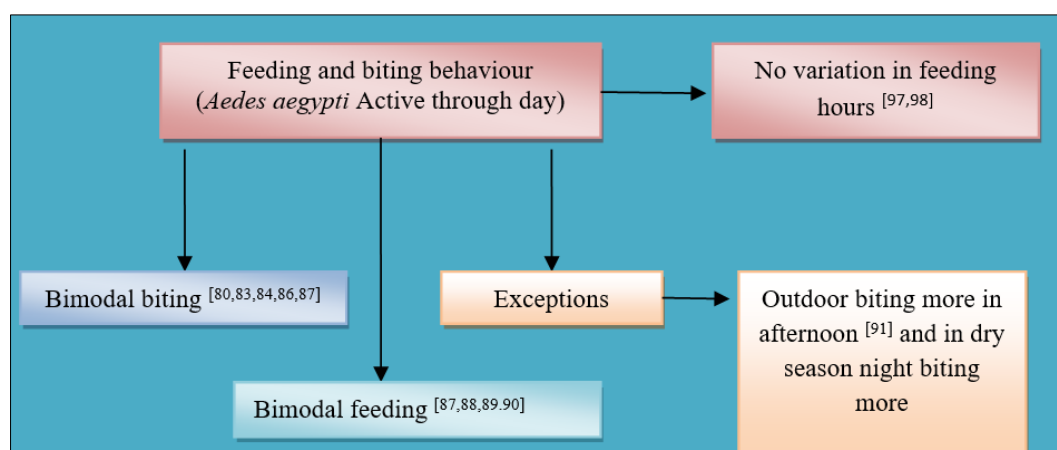 Feeding and biting behaviour
(Aedes aegypti Active through day)
No variation in feeding
hours [97,98]
Bimodal biting [80,83,84,86,87]
Exceptions
Outdoor biting more in
afternoon [91] and in dry
season night biting
more
Bimodal feeding [87,88,89.90]